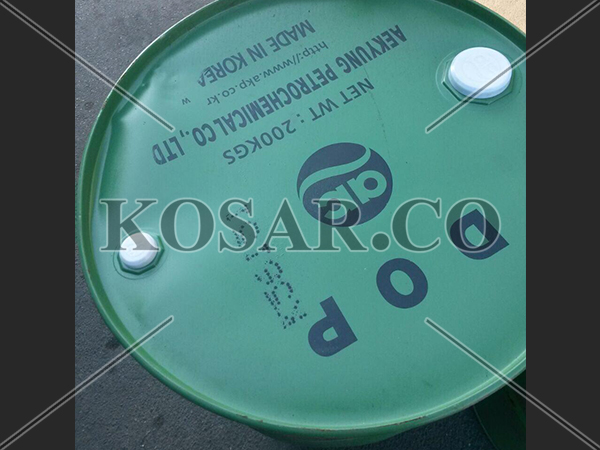 D O P
akp
NET WT : 200KGS
AEKYUNG PETROCHEMICAL CO., LTD
http://www.akp.co.kr
MADE IN KOREA
KOSAR.CO